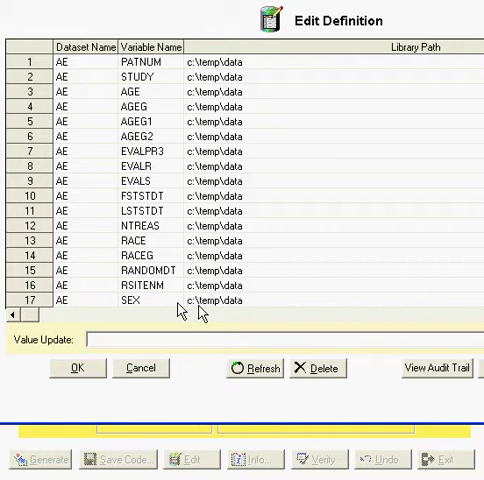 Edit Definition
Dataset Name Variable Name Library Path
1 AE PATNUM c:\temp\data
2 AE STUDY c:\temp\data
3 AE AGE c:\temp\data
4 AE AGEG c:\temp\data
5 AE AGEG1 c:\temp\data
6 AE AGEG2 c:\temp\data
7 AE EVALPR3 c:\temp\data
8 AE EVALR c:\temp\data
9 AE EVALS c:\temp\data
10 AE FSTSTDT c:\temp\data
11 AE LSTSTDT c:\temp\data
12 AE NTREAS c:\temp\data
13 AE RACE c:\temp\data
14 AE RACEG c:\temp\data
15 AE RANDOMDT c:\temp\data
16 AE RSITENM c:\temp\data
17 AE SEX c:\temp\data
Value Update:
OK Cancel Refresh Delete View Audit Trail
Generate Save Code... Edit Info... Verify Undo Exit